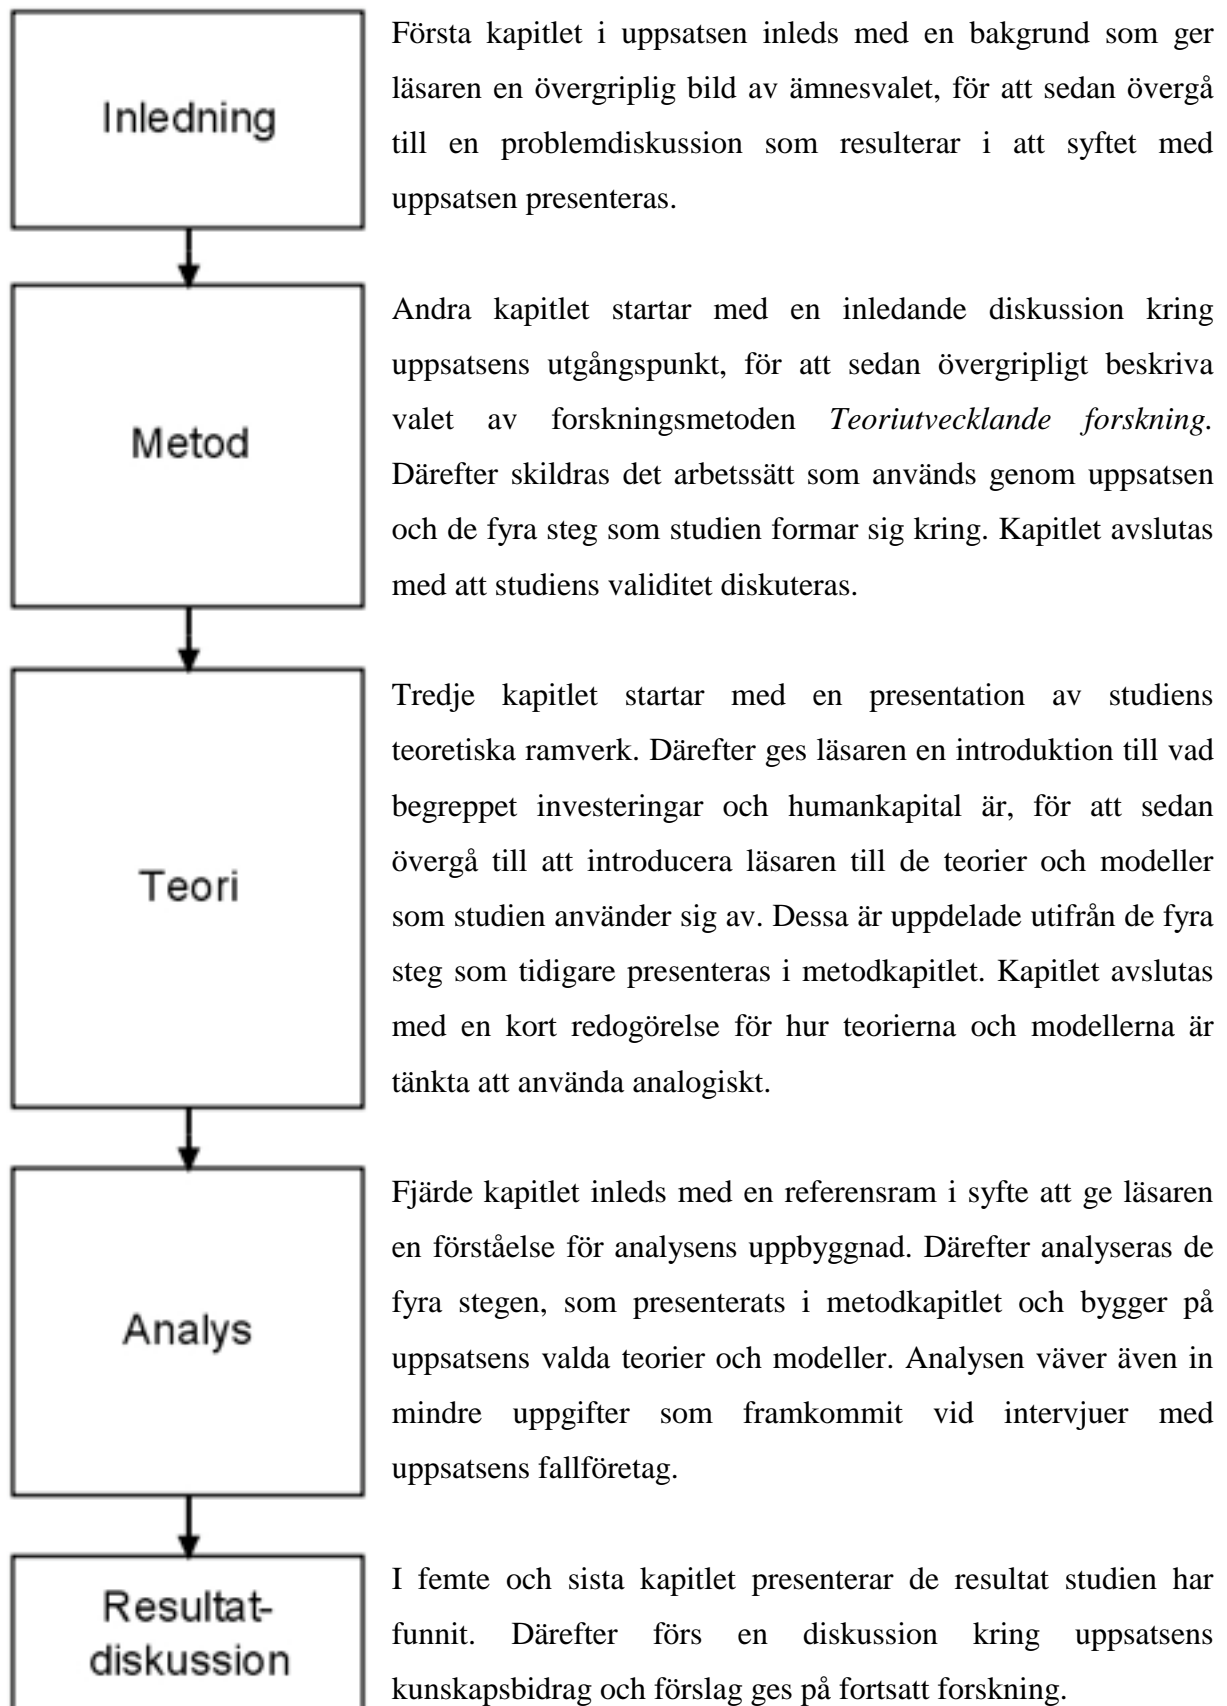 Inledning
Första kapitlet i uppsatsen inleds med en bakgrund som ger
läsaren en övergriplig bild av ämnesvalet, för att sedan övergå
till en problemdiskussion som resulterar i att syftet med
uppsatsen presenteras.
Metod
Andra kapitlet startar med en inledande diskussion kring
uppsatsens utgångspunkt, för att sedan övergripligt beskriva
valet av forskningsmetoden Teoriutvecklande forskning.
Därefter skildras det arbetssätt som används genom uppsatsen
och de fyra steg som studien formar sig kring. Kapitlet avslutas
med att studiens validitet diskuteras.
Teori
Tredje kapitlet startar med en presentation av studiens
teoretiska ramverk. Därefter ges läsaren en introduktion till vad
begreppet investeringar och humankapital är, för att sedan
övergå till att introducera läsaren till de teorier och modeller
som studien använder sig av. Dessa är uppdelade utifrån de fyra
steg som tidigare presenteras i metodkapitlet. Kapitlet avslutas
med en kort redogörelse för hur teorierna och modellerna är
tänkta att använda analogiskt.
Analys
Fjärde kapitlet inleds med en referensram i syfte att ge läsaren
en förståelse för analysens uppbyggnad. Därefter analyseras de
fyra stegen, som presenterats i metodkapitlet och bygger på
uppsatsens valda teorier och modeller. Analysen väver även in
mindre uppgifter som framkommit vid intervjuer med
uppsatsens fallföretag.
Resultat-
diskussion
I femte och sista kapitlet presenterar de resultat studien har
funnit. Därefter förs en diskussion kring uppsatsens
kunskapsbidrag och förslag ges på fortsatt forskning.